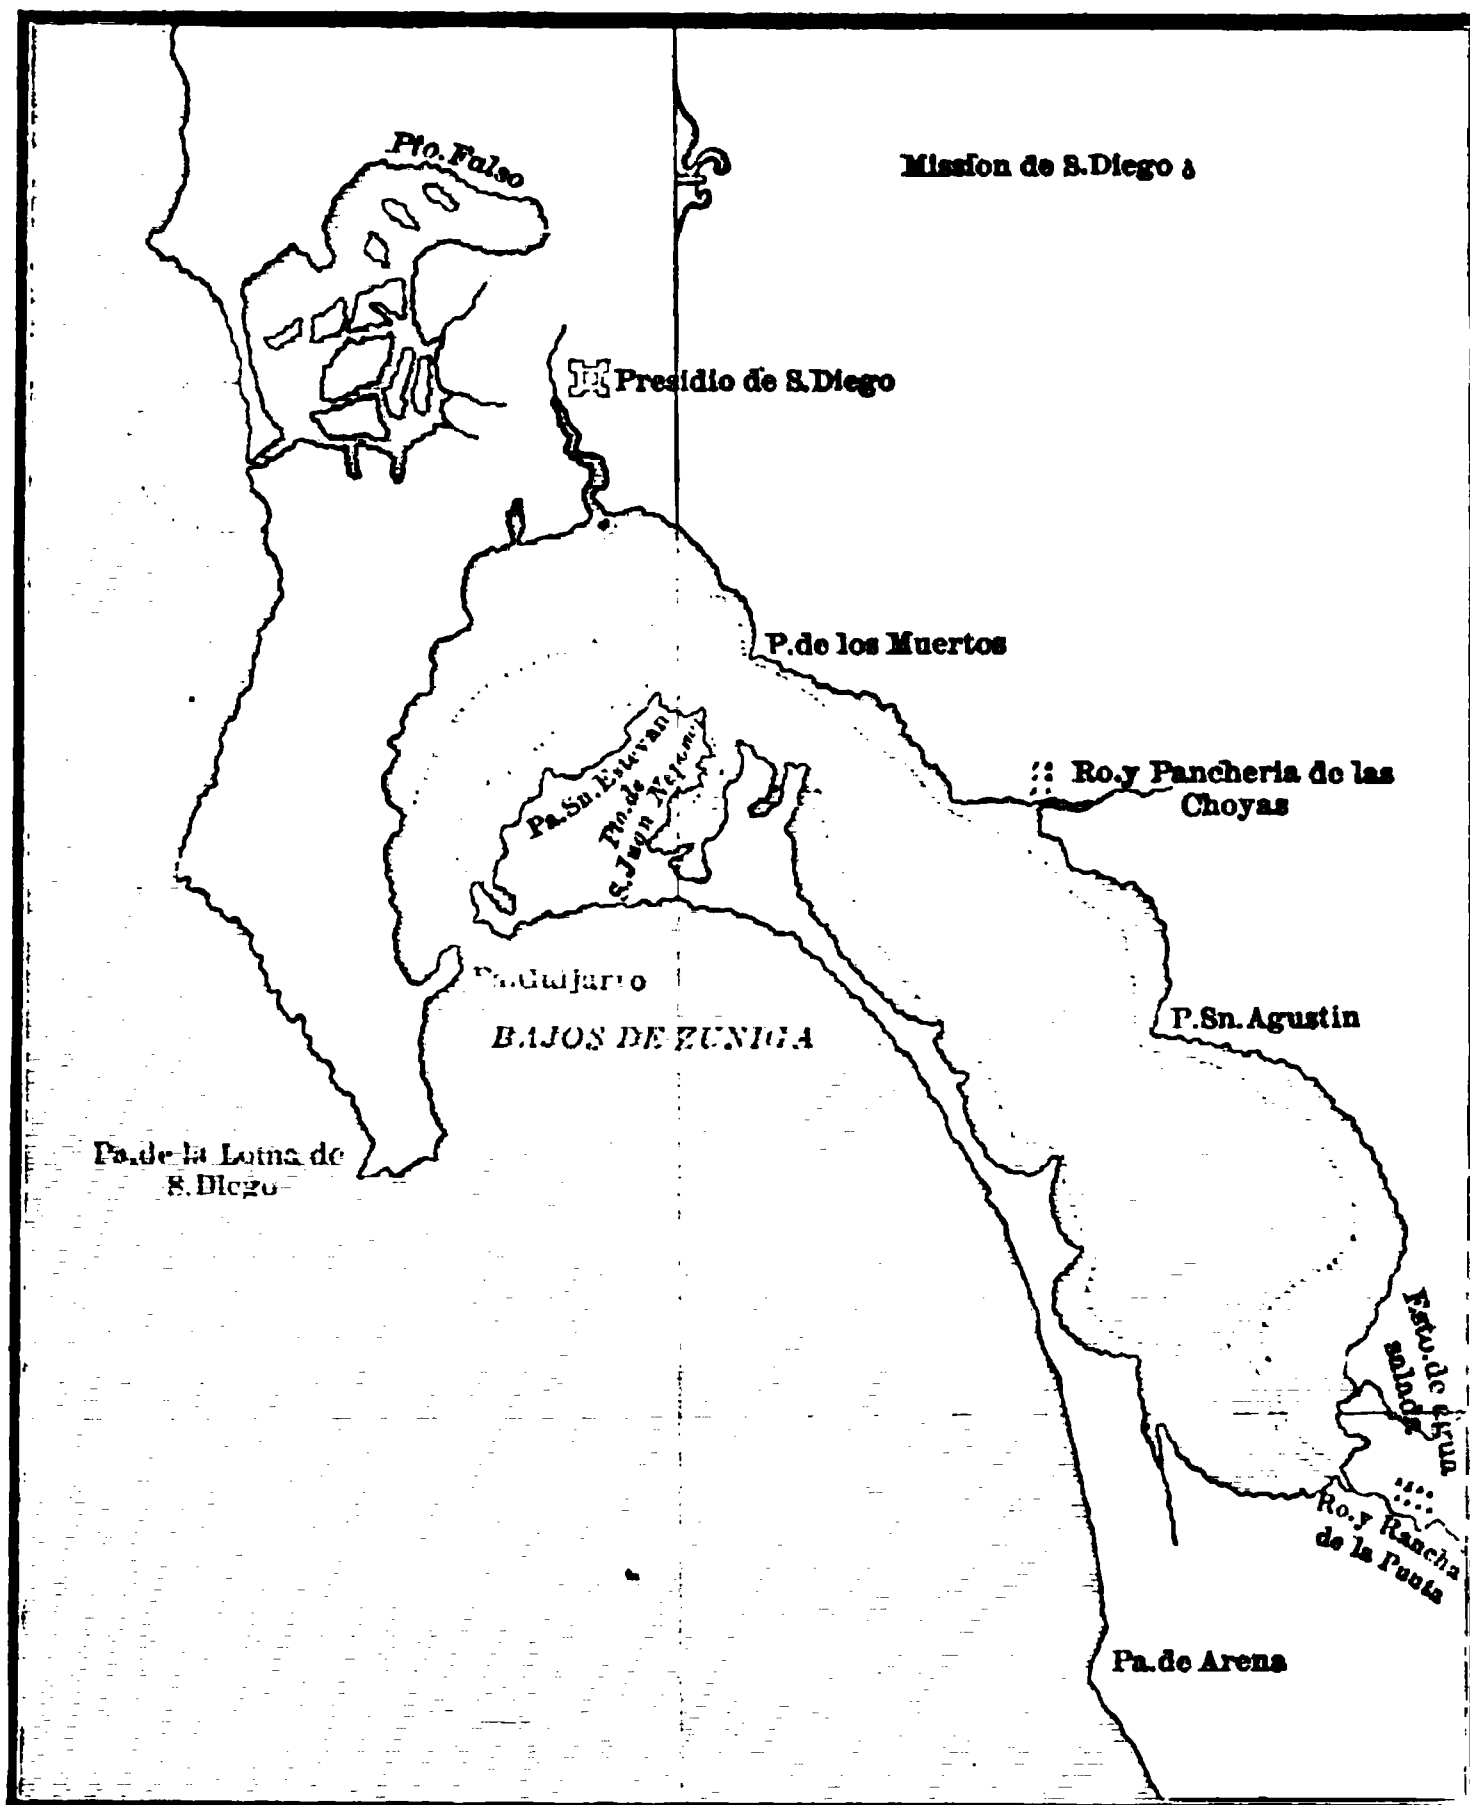 Pto. Falso
Mission de S. Diego
Presidio de S. Diego
P. de los Muertos
Pa. Sn. Estevan
Pto. de
S. Juan
Ro. y Pancheria de las
Choyas
Pa. Guijarro
P. Sn. Agustin
BAJOS DE ZUNIGA
Pa. de la Loma de
S. Diego
Esto. de agua
salada
Ro. y Rancha
de la Punta
Pa. de Arena